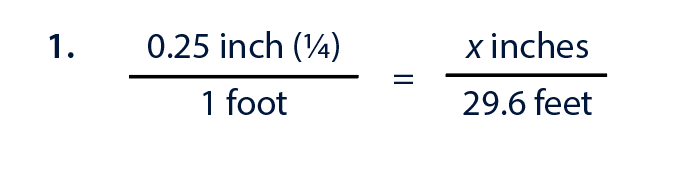 1. 0.25 inch (¼) = x inches
1 foot 29.6 feet